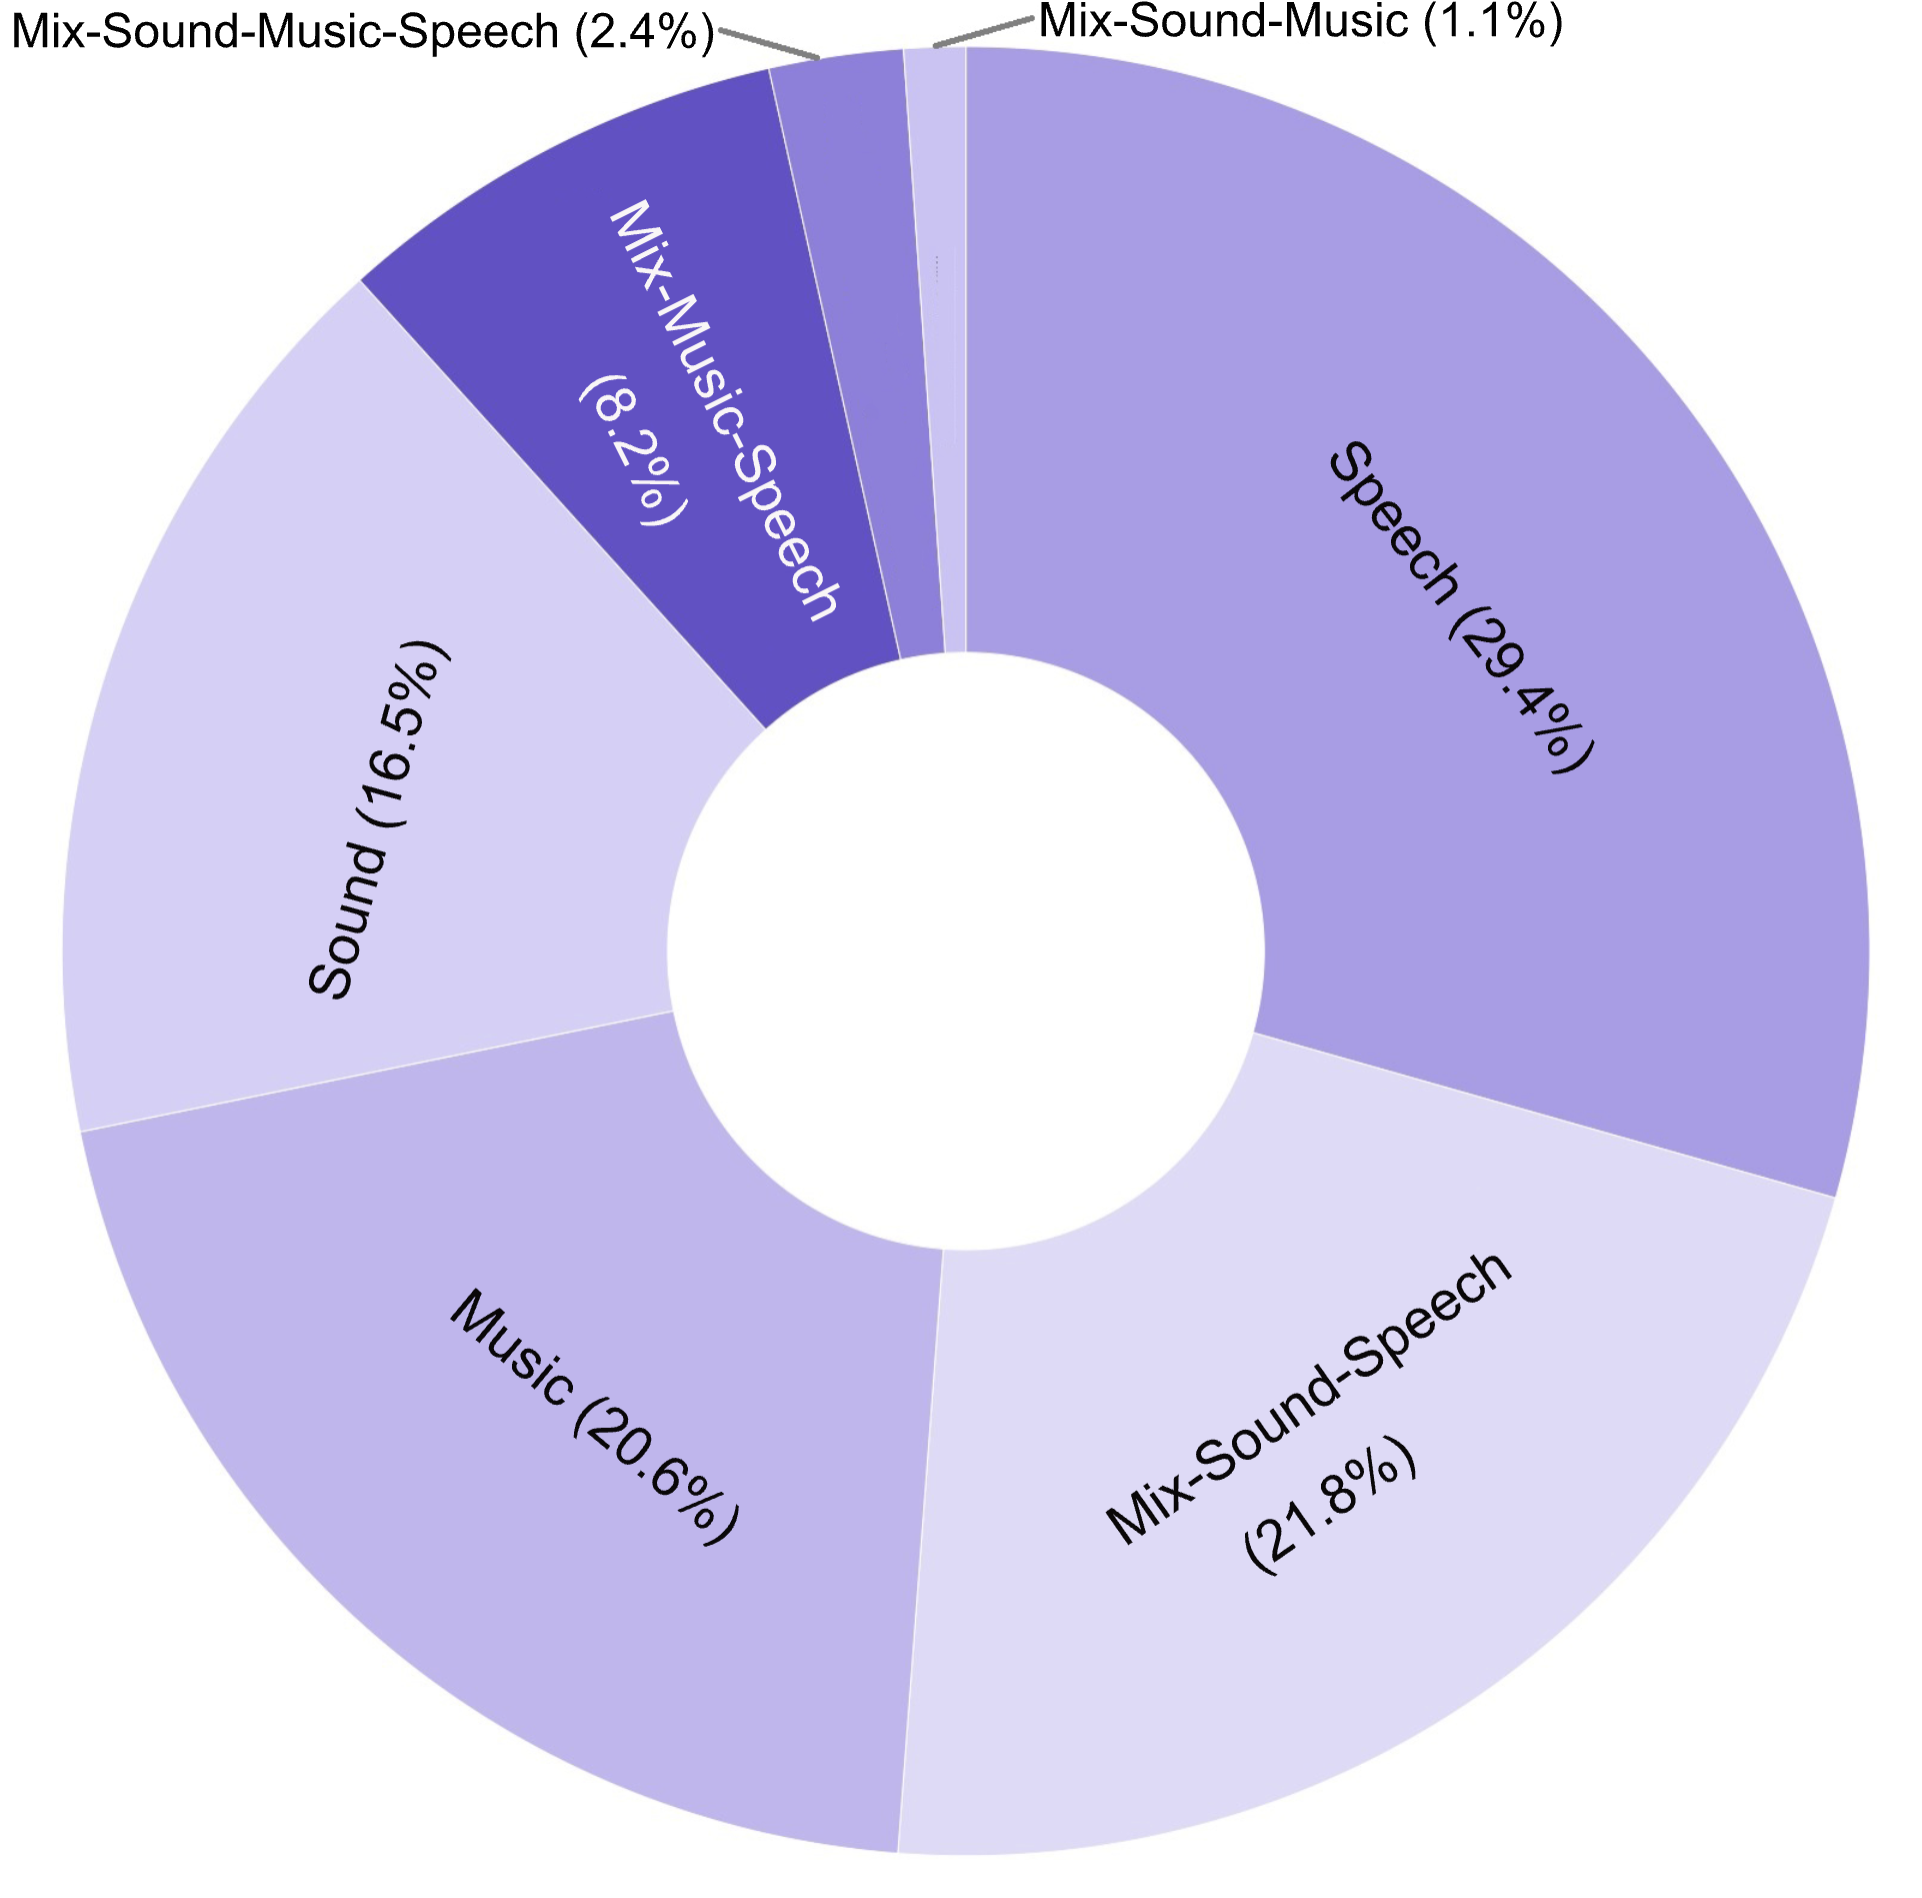 Mix-Sound-Music-Speech (2.4%)
Mix-Sound-Music (1.1%)
Speech (29.4%)
Mix-Sound-Speech
(21.8%)
Music (20.6%)
Sound (16.5%)
Mix-Music-Speech
(8.2%)